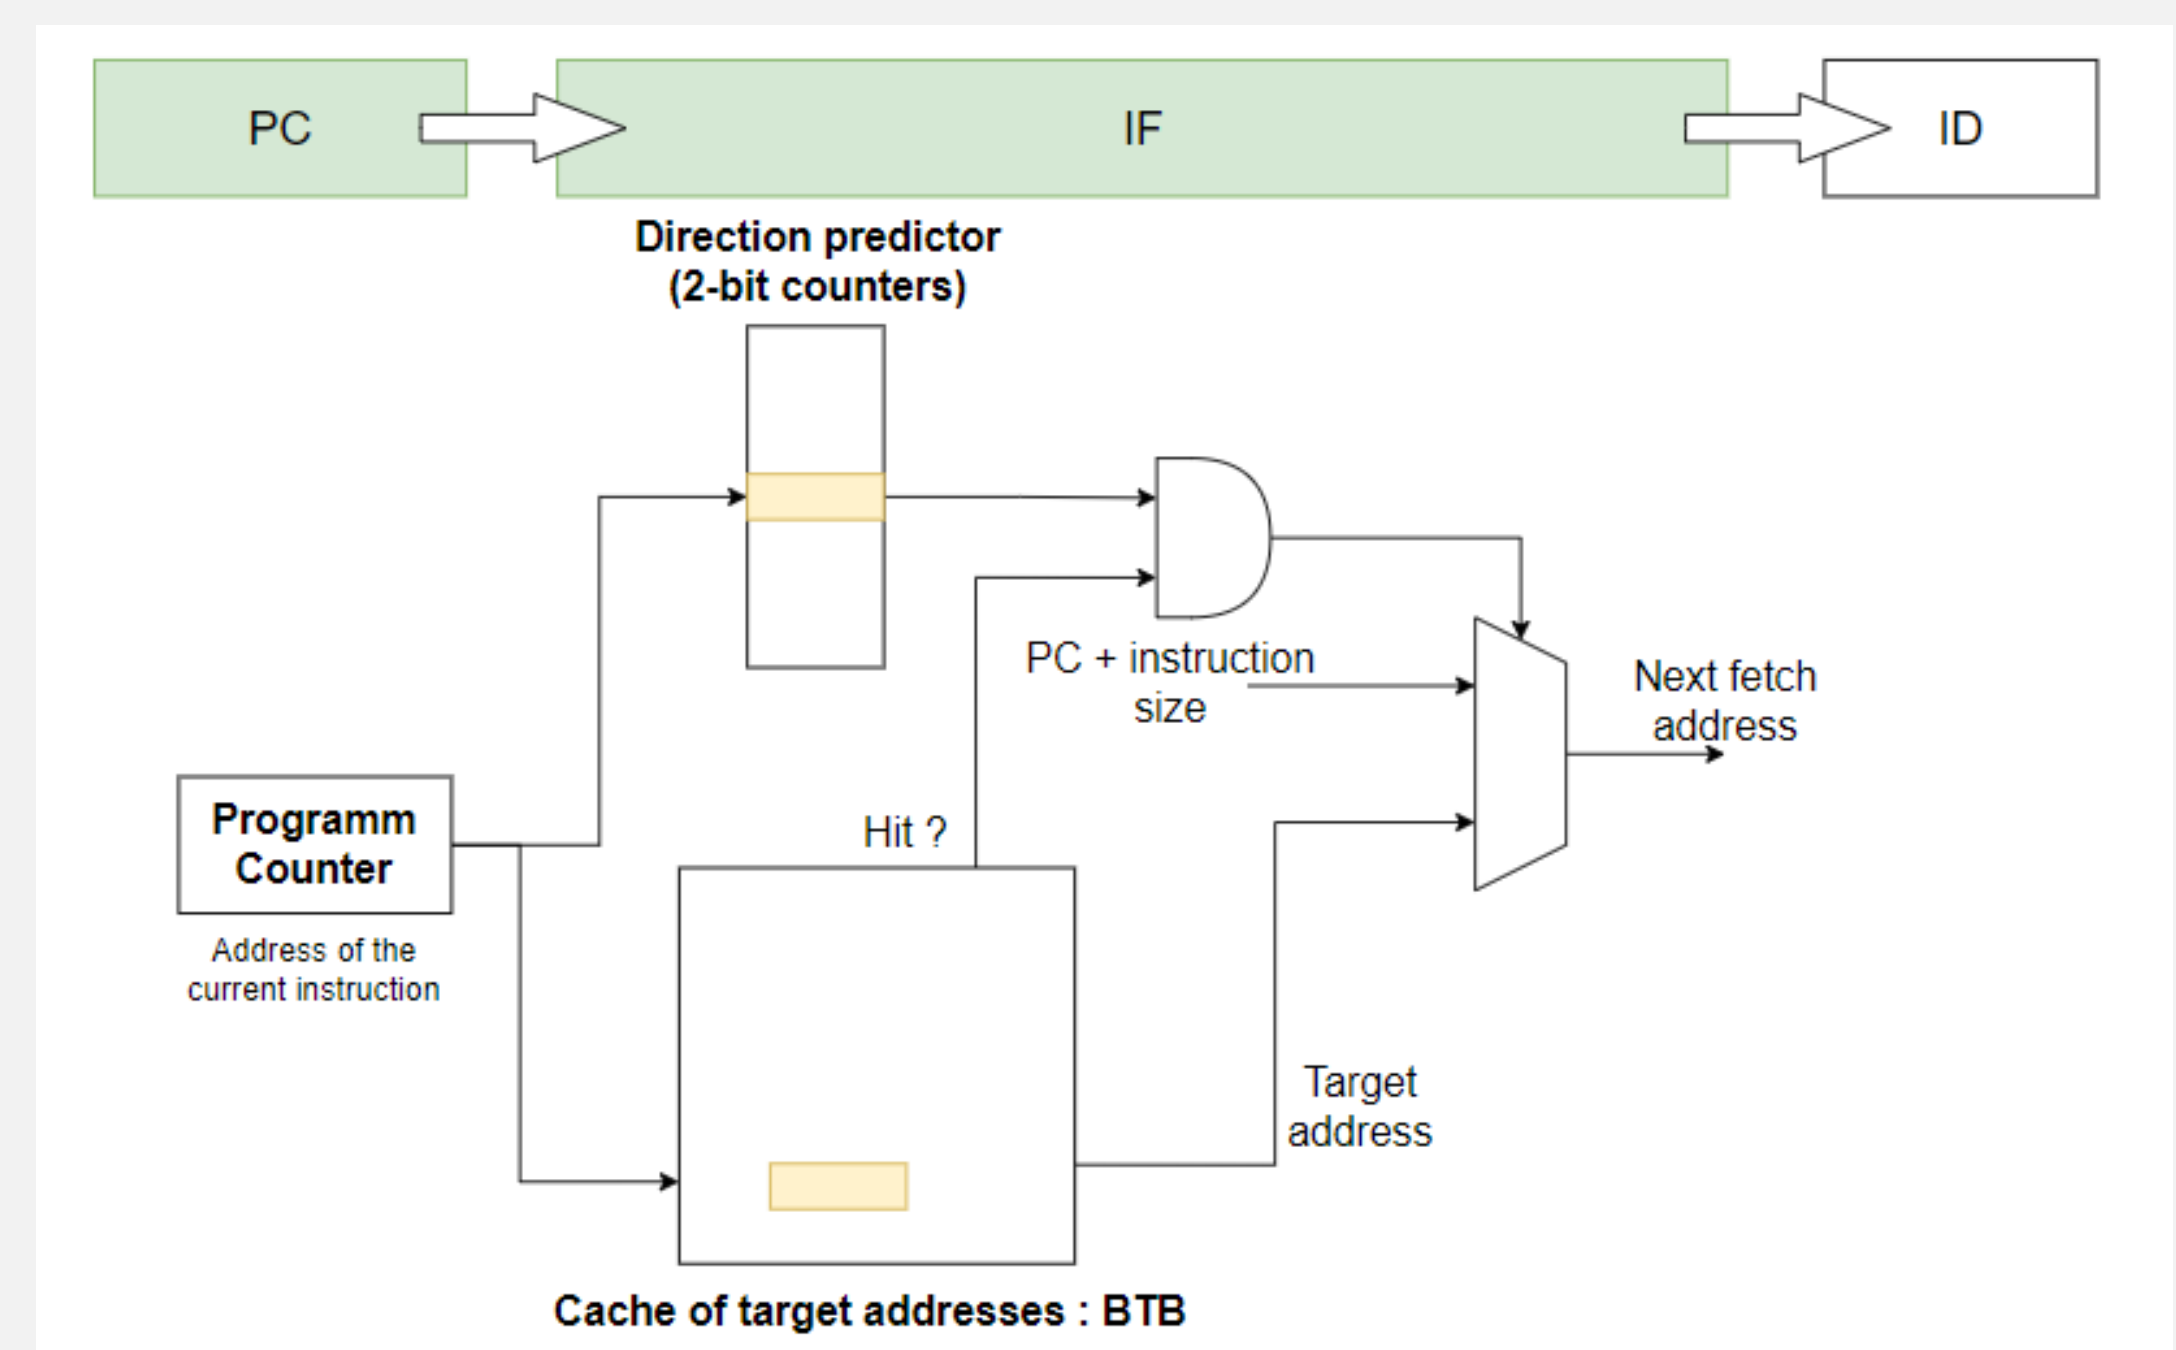 PC
IF
ID
Direction predictor
(2-bit counters)
PC + instruction
size
Next fetch
address
Programm
Counter
Hit ?
Address of the
current instruction
Target
address
Cache of target addresses : BTB